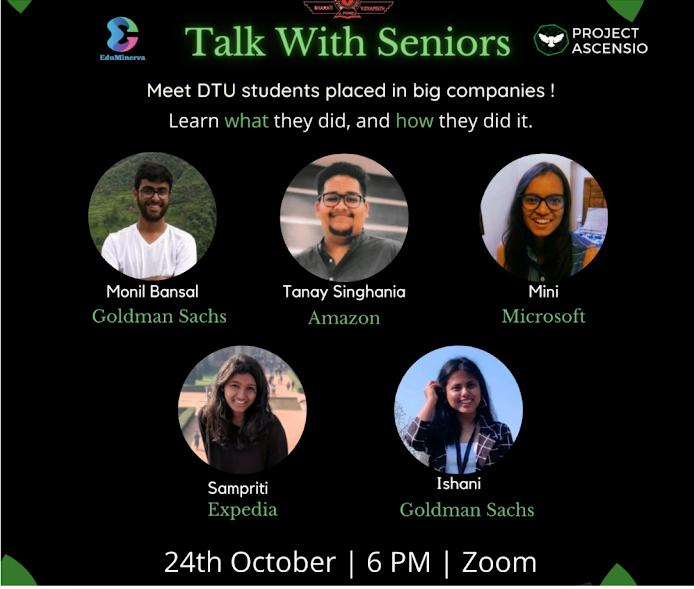 BHARATI VIDYAPEETH
EduMinerva
Talk With Seniors
PROJECT
ASCENSIO
Meet DTU students placed in big companies !
Learn what they did, and how they did it.
Monil Bansal
Goldman Sachs
Tanay Singhania
Amazon
Mini
Microsoft
Sampriti
Expedia
Ishani
Goldman Sachs
24th October | 6 PM | Zoom